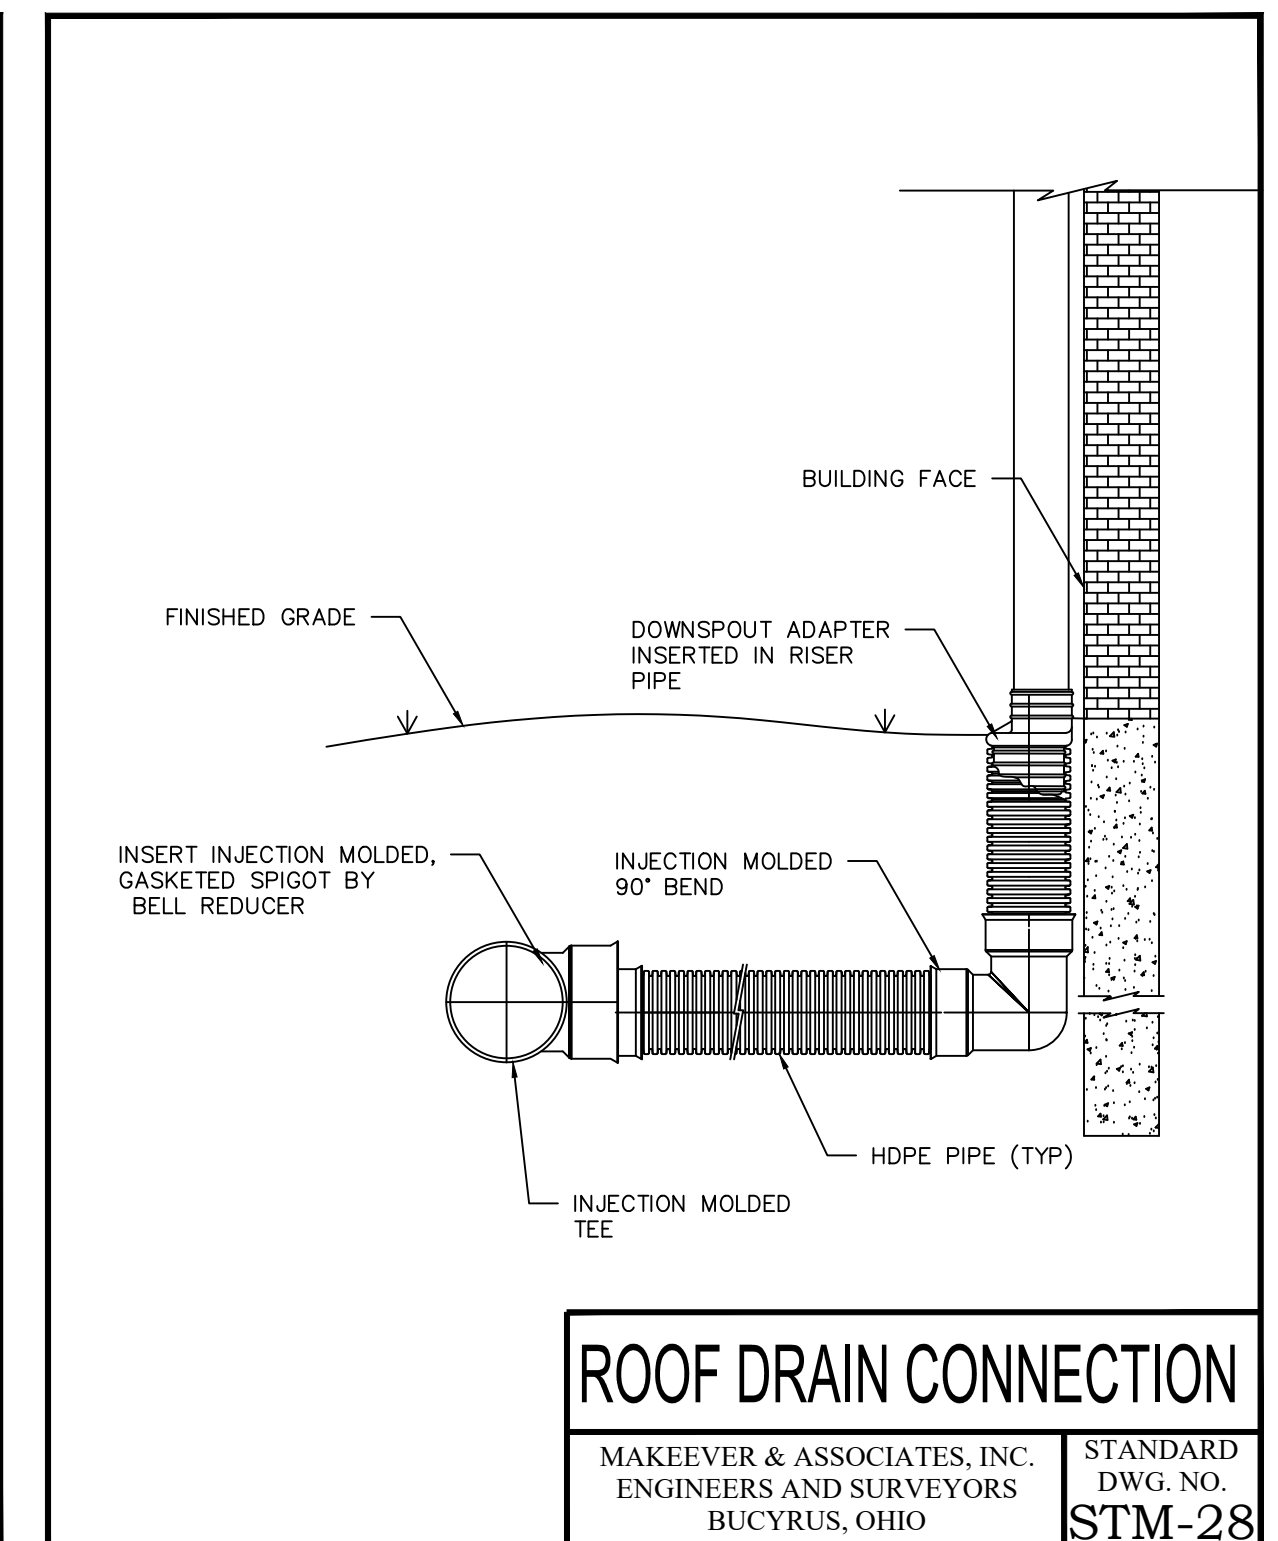 BUILDING FACE
FINISHED GRADE
DOWNSPOUT ADAPTER
INSERTED IN RISER
PIPE
INSERT INJECTION MOLDED,
GASKETED SPIGOT BY
BELL REDUCER
INJECTION MOLDED
90° BEND
HDPE PIPE (TYP)
INJECTION MOLDED
TEE
ROOF DRAIN CONNECTION
MAKEEVER & ASSOCIATES, INC.
ENGINEERS AND SURVEYORS
BUCYRUS, OHIO
STANDARD
DWG. NO.
STM-28